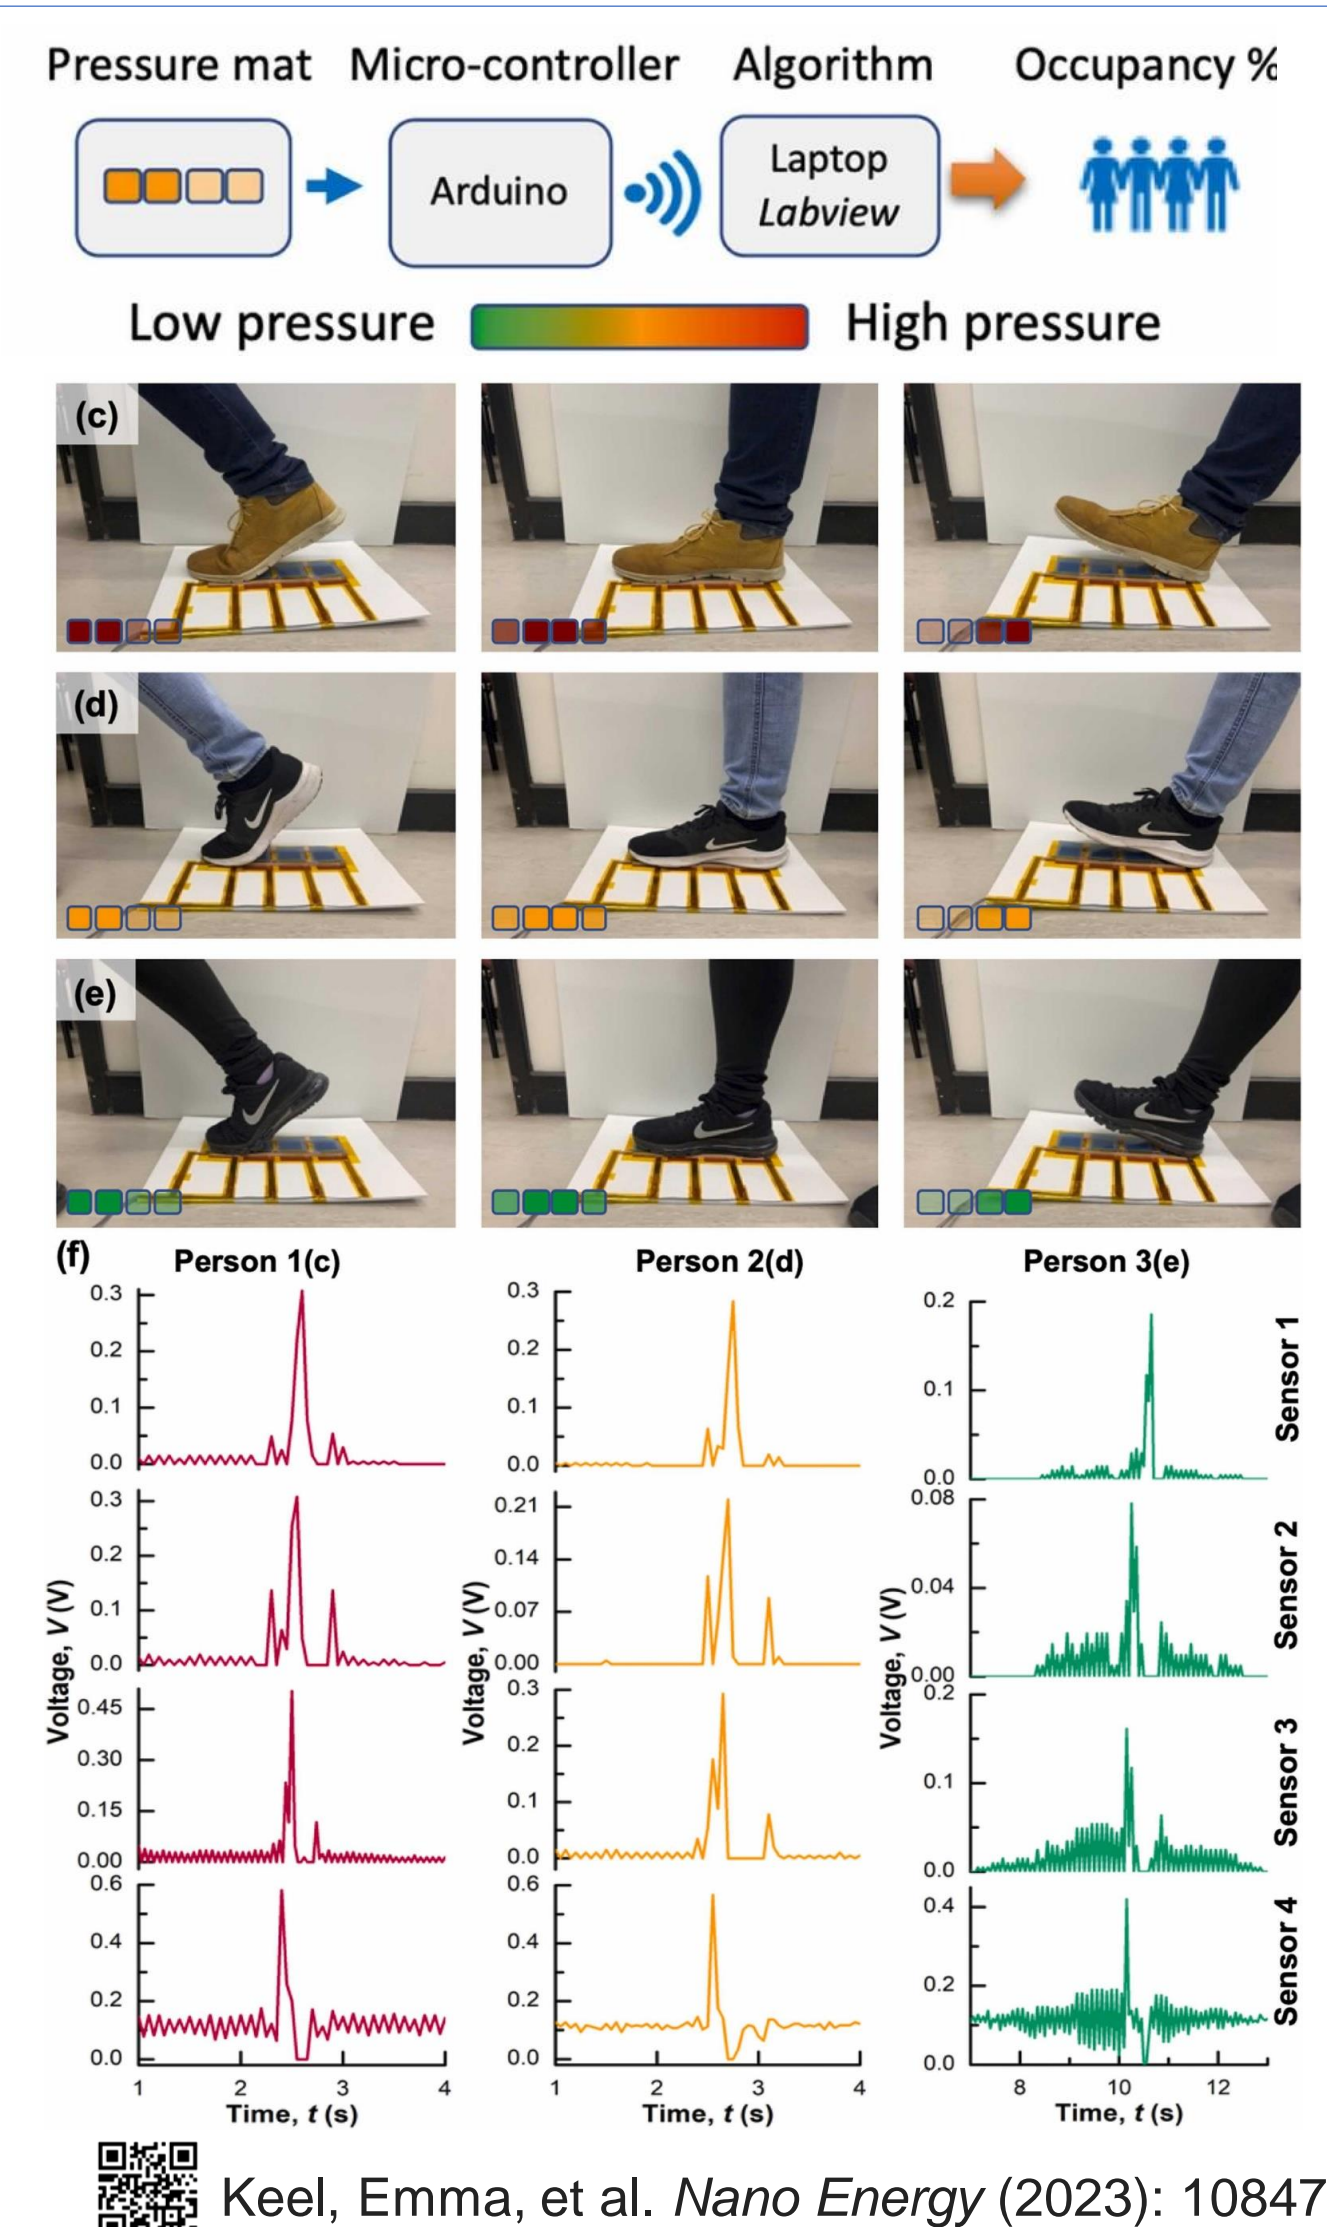 Pressure mat Micro-controller Algorithm Occupancy %
Arduino
Laptop
Labview
Low pressure High pressure
(c)
(d)
(e)
(f) Person 1(c) Person 2(d) Person 3(e)
0.3
0.2
0.1
0.0
0.3
0.2
0.1
0.0
0.2
0.1
0.0
Sensor 1
0.3
0.2
0.1
0.0
0.21
0.14
0.07
0.00
0.08
0.04
0.00
Sensor 2
Voltage, V (V)
Voltage, V (V)
Voltage, V (V)
0.45
0.30
0.15
0.00
0.3
0.2
0.1
0.0
0.2
0.1
0.0
Sensor 3
0.6
0.4
0.2
0.0
0.6
0.4
0.2
0.0
0.4
0.2
0.0
Sensor 4
1 2 3 4
1 2 3 4
8 10 12
Time, t (s) Time, t (s) Time, t (s)
Keel, Emma, et al. Nano Energy (2023): 10847